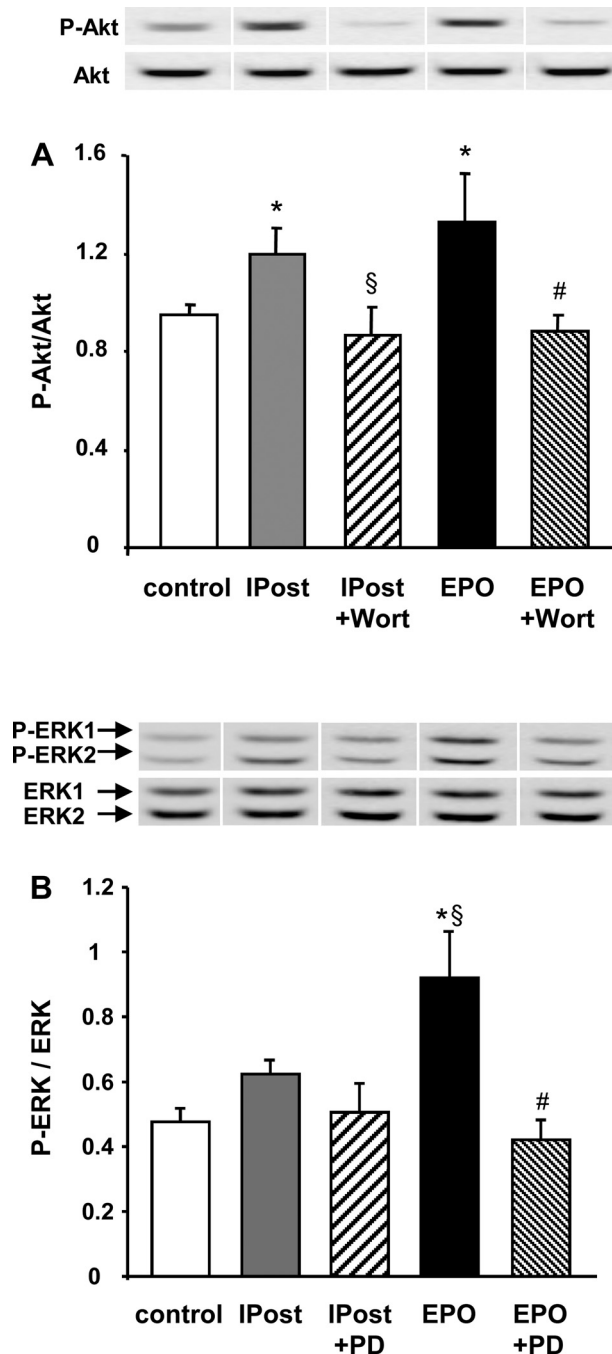 P-Akt
Akt
A
1.6
1.2
0.8
0.4
0
P-Akt/Akt
*
§
*
#
control IPost IPost EPO EPO
+Wort +Wort
P-ERK1
P-ERK2
ERK1
ERK2
B
1.2
1
0.8
0.6
0.4
0.2
0
P-ERK / ERK
*§
#
control IPost IPost EPO EPO
+PD +PD